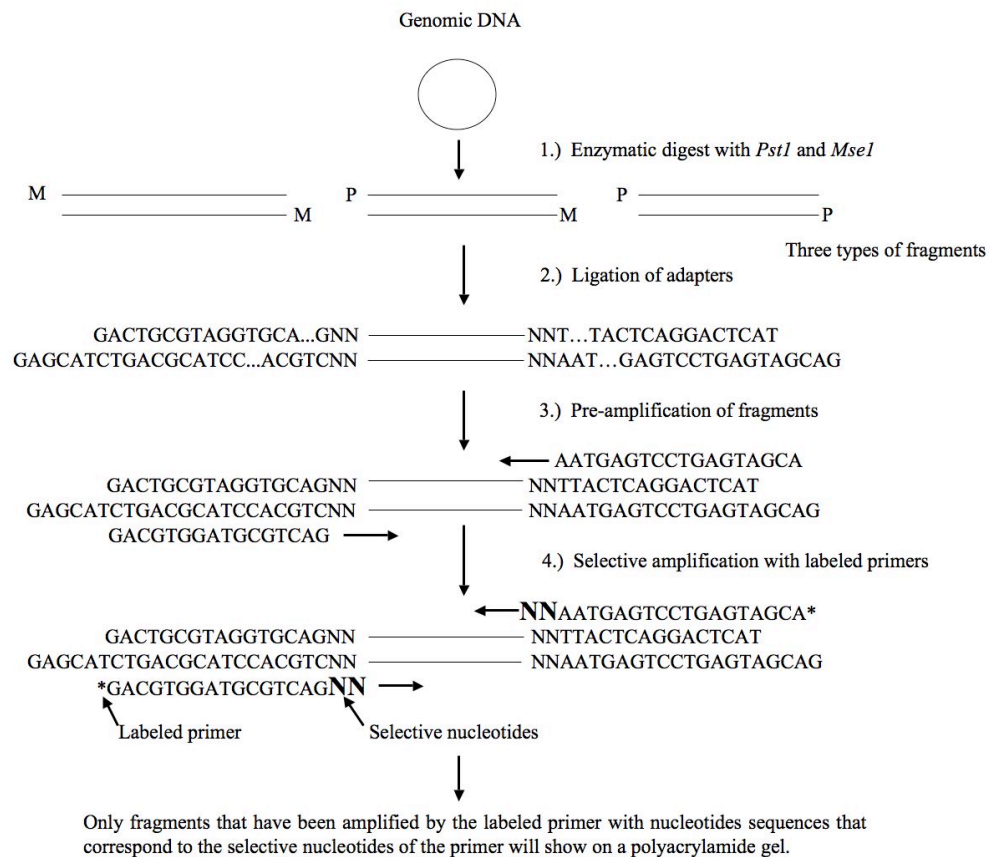 Genomic DNA
1.) Enzymatic digest with Pst1 and Mse1
M P P
M M P
Three types of fragments
2.) Ligation of adapters
GACTGCGTAGGTGCA...GNN NNT…TACTCAGGACTCAT
GAGCATCTGACGCATCC...ACGTCNN NNAAT…GAGTCCTGAGTAGCAG
3.) Pre-amplification of fragments
AATGAGTCCTGAGTAGCA
GACTGCGTAGGTGCAGNN NNTTACTCAGGACTCAT
GAGCATCTGACGCATCCACGTCNN NNAATGAGTCCTGAGTAGCAG
GACGTGGATGCGTCAG
4.) Selective amplification with labeled primers
NNAATGAGTCCTGAGTAGCA*
GACTGCGTAGGTGCAGNN NNTTACTCAGGACTCAT
GAGCATCTGACGCATCCACGTCNN NNAATGAGTCCTGAGTAGCAG
*GACGTGGATGCGTCAGNN
Labeled primer Selective nucleotides
Only fragments that have been amplified by the labeled primer with nucleotides sequences that
correspond to the selective nucleotides of the primer will show on a polyacrylamide gel.